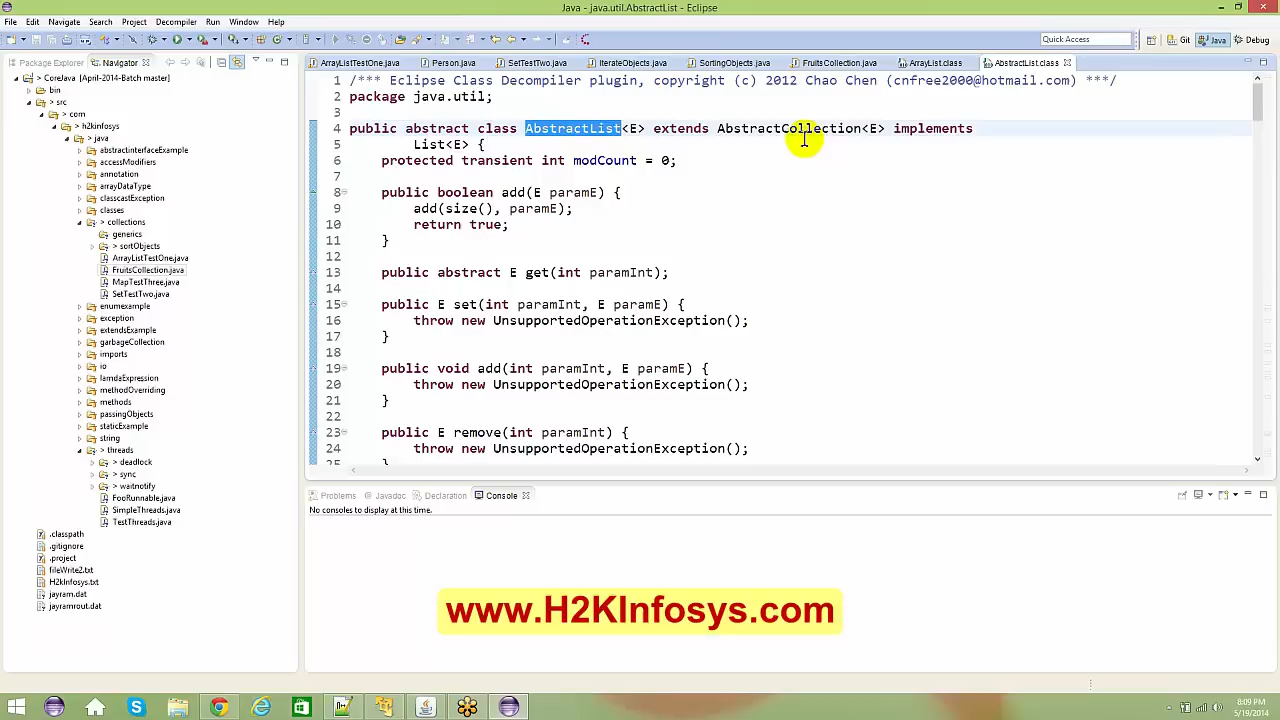 Java - java.util.AbstractList - Eclipse
File Edit Navigate Search Project Decompiler Run Window Help
Quick Access Git Java Debug
Package Explorer Navigator
ArrayListTestOne.java Person.java SetTestTwo.java IterateObjects.java SortingObjects.java FruitsCollection.java ArrayList.class AbstractList.class
CoreJava (April-2014-Batch master)
bin
> src
> com
> h2kinfosys
> java
abstractinterfaceExample
accessModifiers
annotation
arrayDataType
classcastException
classes
> collections
generics
> sortObjects
ArrayListTestOne.java
FruitsCollection.java
MapTestThree.java
SetTestTwo.java
enumexample
exception
extendsExample
garbageCollection
imports
io
lamdaExpression
methodOverriding
methods
passingObjects
staticExample
string
> threads
> deadlock
> sync
> waitnotify
FooRunnable.java
SimpleThreads.java
TestThreads.java
.classpath
.gitignore
.project
fileWrite2.txt
H2kInfosys.txt
jayram.dat
jayramrout.dat
1 /*** Eclipse Class Decompiler plugin, copyright (c) 2012 Chao Chen (cnfree2000@hotmail.com) ***/
2 package java.util;
3
4 public abstract class AbstractList<E> extends AbstractCollection<E> implements
5 List<E> {
6 protected transient int modCount = 0;
7
8 public boolean add(E paramE) {
9 add(size(), paramE);
10 return true;
11 }
12
13 public abstract E get(int paramInt);
14
15 public E set(int paramInt, E paramE) {
16 throw new UnsupportedOperationException();
17 }
18
19 public void add(int paramInt, E paramE) {
20 throw new UnsupportedOperationException();
21 }
22
23 public E remove(int paramInt) {
24 throw new UnsupportedOperationException();
25 }
Problems Javadoc Declaration Console
No consoles to display at this time.
www.H2KInfosys.com
8:09 PM
5/19/2014